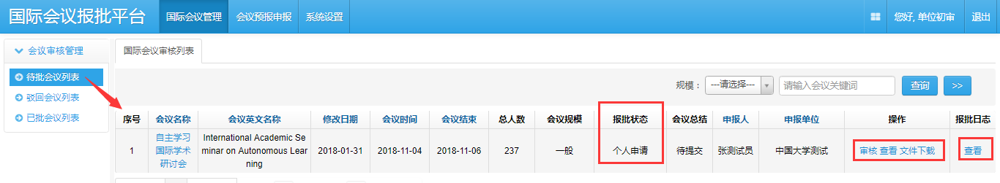 国际会议报批平台 国际会议管理 会议预报申报 系统设置 您好, 单位初审 退出
会议审核管理 国际会议审核列表
待批会议列表
驳回会议列表
已批会议列表
规模： ---请选择--- 请输入会议关键词 查询 >>
序号 会议名称 会议英文名称 修改日期 会议时间 会议结束 总人数 会议规模 报批状态 会议总结 申报人 申报单位 操作 报批日志
自主学习 International Academic Se
1 国际学术 minar on Autonomous Lear 2018-01-31 2018-11-04 2018-11-06 237 一般 个人申请 待提交 张测试员 中国大学测试 审核 查看 文件下载 查看
研讨会 ning